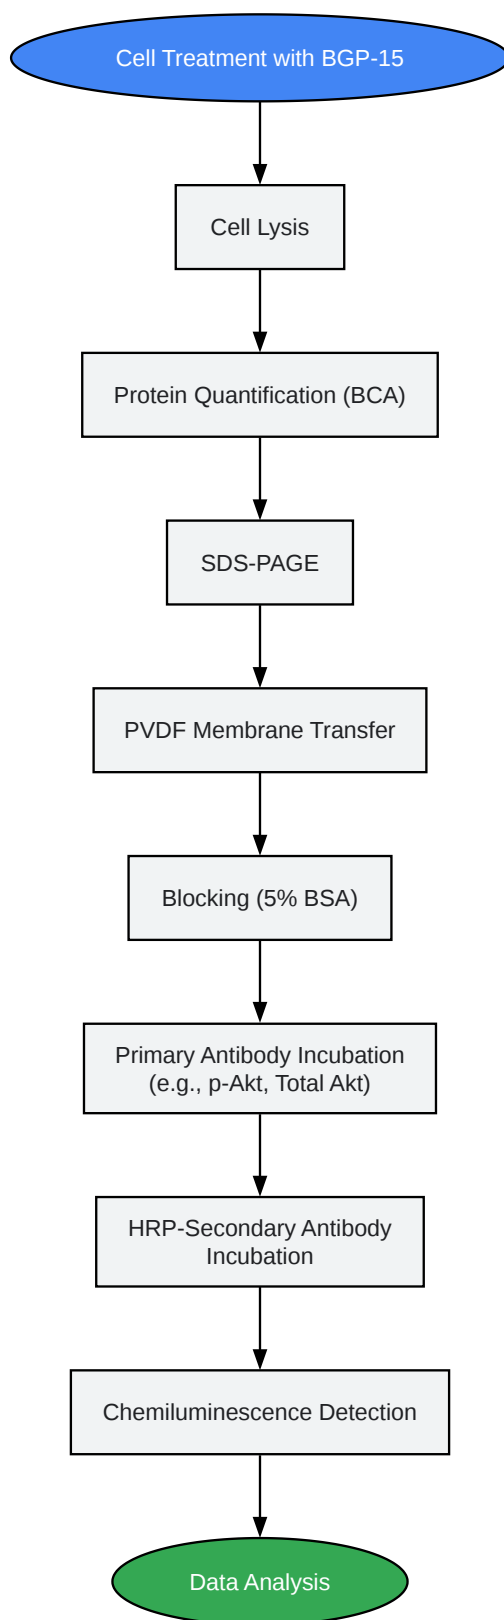 Cell Treatment with BGP-15
Cell Lysis
Protein Quantification (BCA)
SDS-PAGE
PVDF Membrane Transfer
Blocking (5% BSA)
Primary Antibody Incubation
(e.g., p-Akt, Total Akt)
HRP-Secondary Antibody
Incubation
Chemiluminescence Detection
Data Analysis